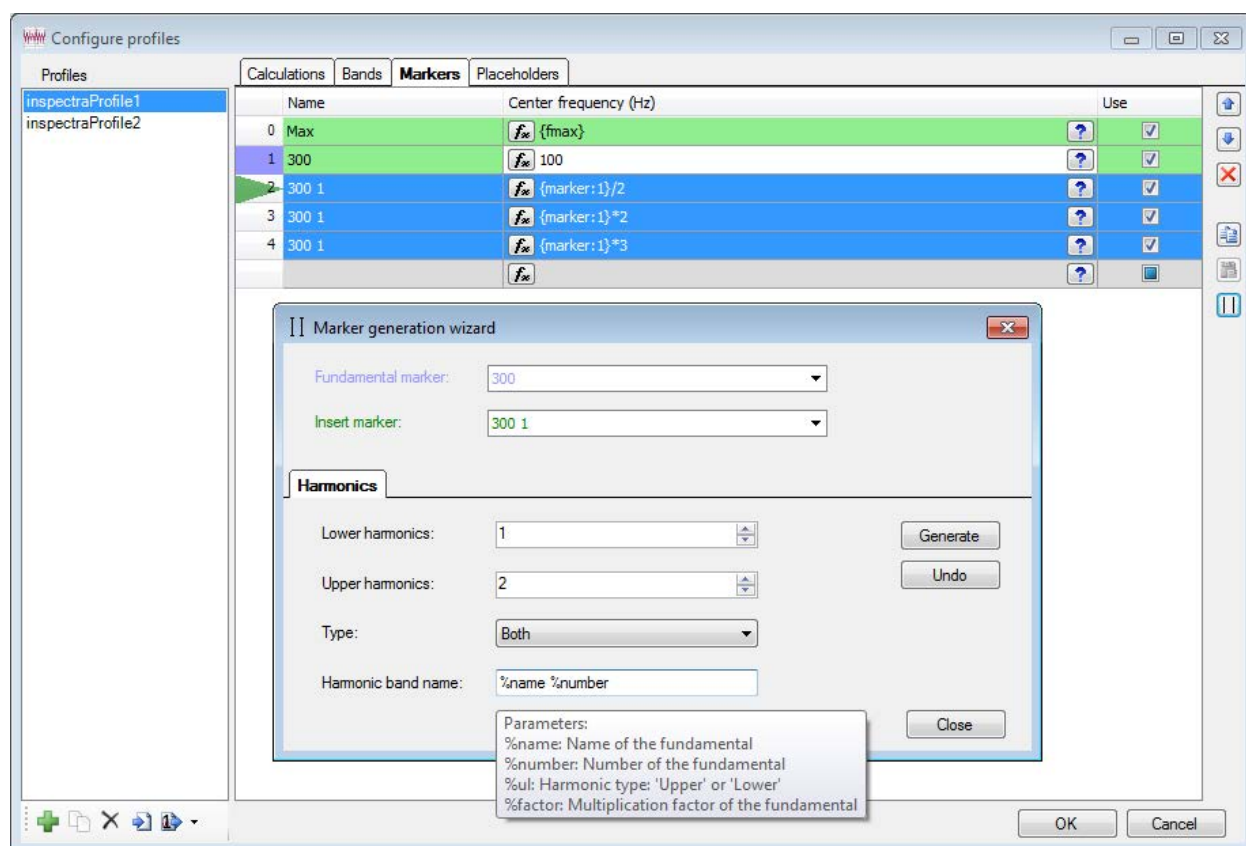 Configure profiles
Profiles
inspectraProfile1
inspectraProfile2
Calculations Bands Markers Placeholders
Name Center frequency (Hz) Use
0 Max {fmax} ?
1 300 100 ?
2 300 1 {marker:1}/2 ?
3 300 1 {marker:1}*2 ?
4 300 1 {marker:1}*3 ?
?
Marker generation wizard
Fundamental marker: 300
Insert marker: 300 1
Harmonics
Lower harmonics: 1 Generate
Upper harmonics: 2 Undo
Type: Both
Harmonic band name: %name %number
Parameters:
%name: Name of the fundamental
%number: Number of the fundamental
%ul: Harmonic type: 'Upper' or 'Lower'
%factor: Multiplication factor of the fundamental
Close
OK Cancel